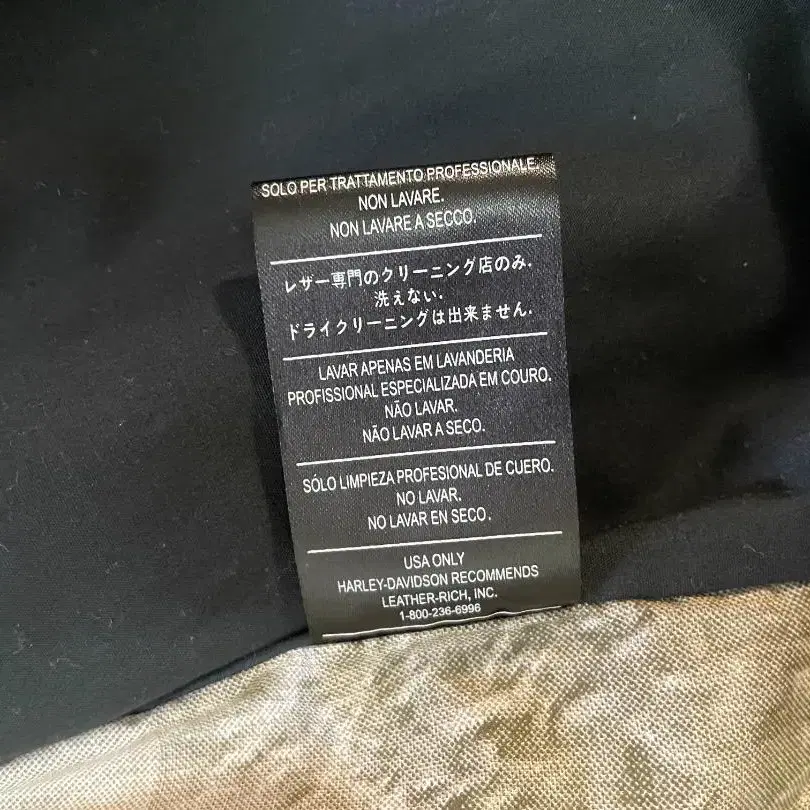 SOLO PER TRATTAMENTO PROFESSIONALE.
NON LAVARE.
NON LAVARE A SECCO.
レザー専門のクリーニング店のみ.
洗えない.
ドライクリーニングは出来ません.
LAVAR APENAS EM LAVANDERIA
PROFISSIONAL ESPECIALIZADA EM COURO.
NÃO LAVAR.
NÃO LAVAR A SECO.
SÓLO LIMPIEZA PROFESIONAL DE CUERO.
NO LAVAR.
NO LAVAR EN SECO.
USA ONLY
HARLEY-DAVIDSON RECOMMENDS
LEATHER-RICH, INC.
1-800-236-6996